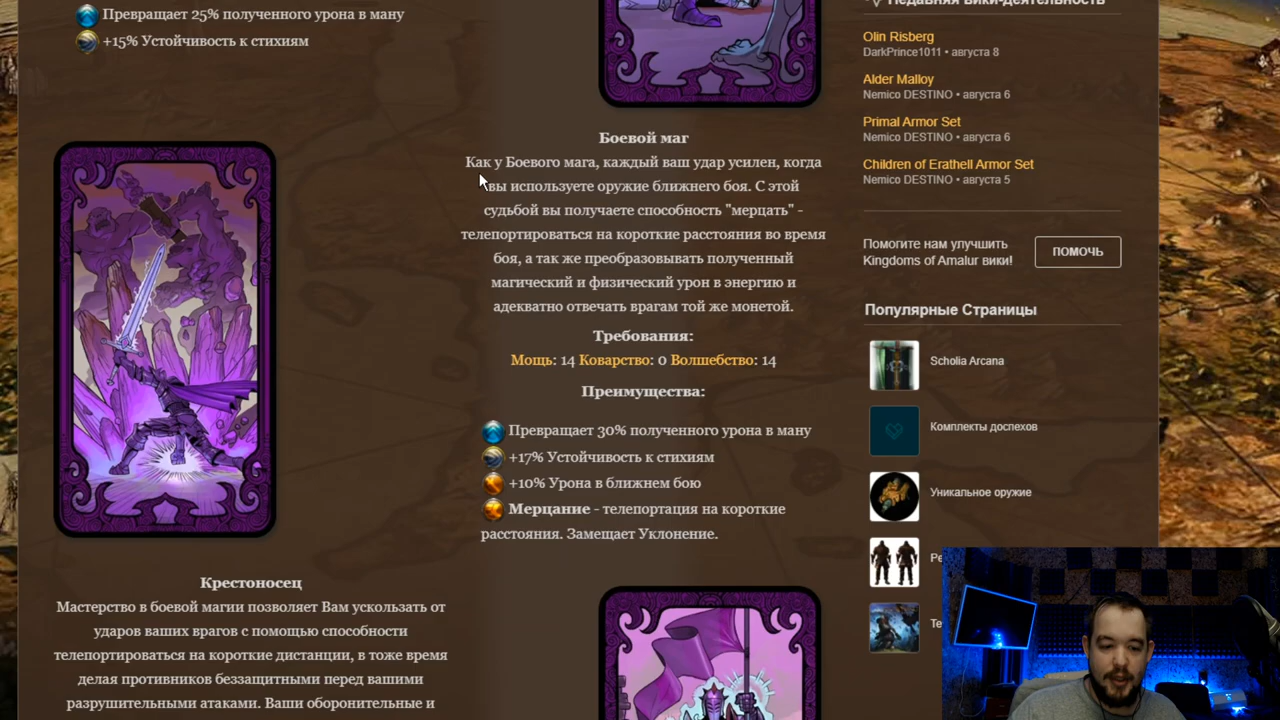 Превращает 25% полученного урона в ману
+15% Устойчивость к стихиям
Боевой маг
Как у Боевого мага, каждый ваш удар усилен, когда
вы используете оружие ближнего боя. С этой
судьбой вы получаете способность "мерцать" -
телепортироваться на короткие расстояния во время
боя, а так же преобразовывать полученный
магический и физический урон в энергию и
адекватно отвечать врагам той же монетой.
Требования:
Мощь: 14 Коварство: 0 Волшебство: 14
Преимущества:
Превращает 30% полученного урона в ману
+17% Устойчивость к стихиям
+10% Урона в ближнем бою
Мерцание - телепортация на короткие
расстояния. Замещает Уклонение.
Крестоносец
Мастерство в боевой магии позволяет Вам ускользать от
ударов ваших врагов с помощью способности
телепортироваться на короткие дистанции, в тоже время
делая противников беззащитными перед вашими
разрушительными атаками. Ваши оборонительные и
Недавняя вики-деятельность
Olin Risberg
DarkPrince1011 • августа 8
Alder Malloy
Nemico DESTINO • августа 6
Primal Armor Set
Nemico DESTINO • августа 6
Children of Erathell Armor Set
Nemico DESTINO • августа 5
Помогите нам улучшить
Kingdoms of Amalur вики!
ПОМОЧЬ
Популярные Страницы
Scholia Arcana
Комплекты доспехов
Уникальное оружие